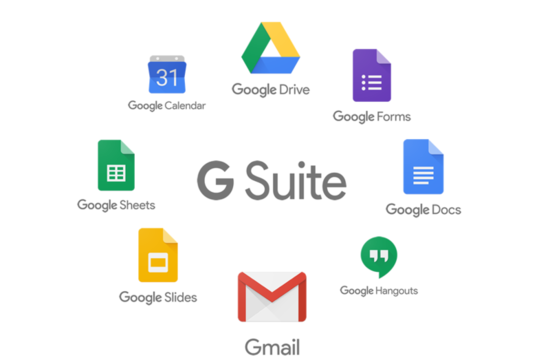 Google Drive
31
Google Calendar
Google Forms
Google Sheets
G Suite
Google Docs
Google Slides
Google Hangouts
Gmail